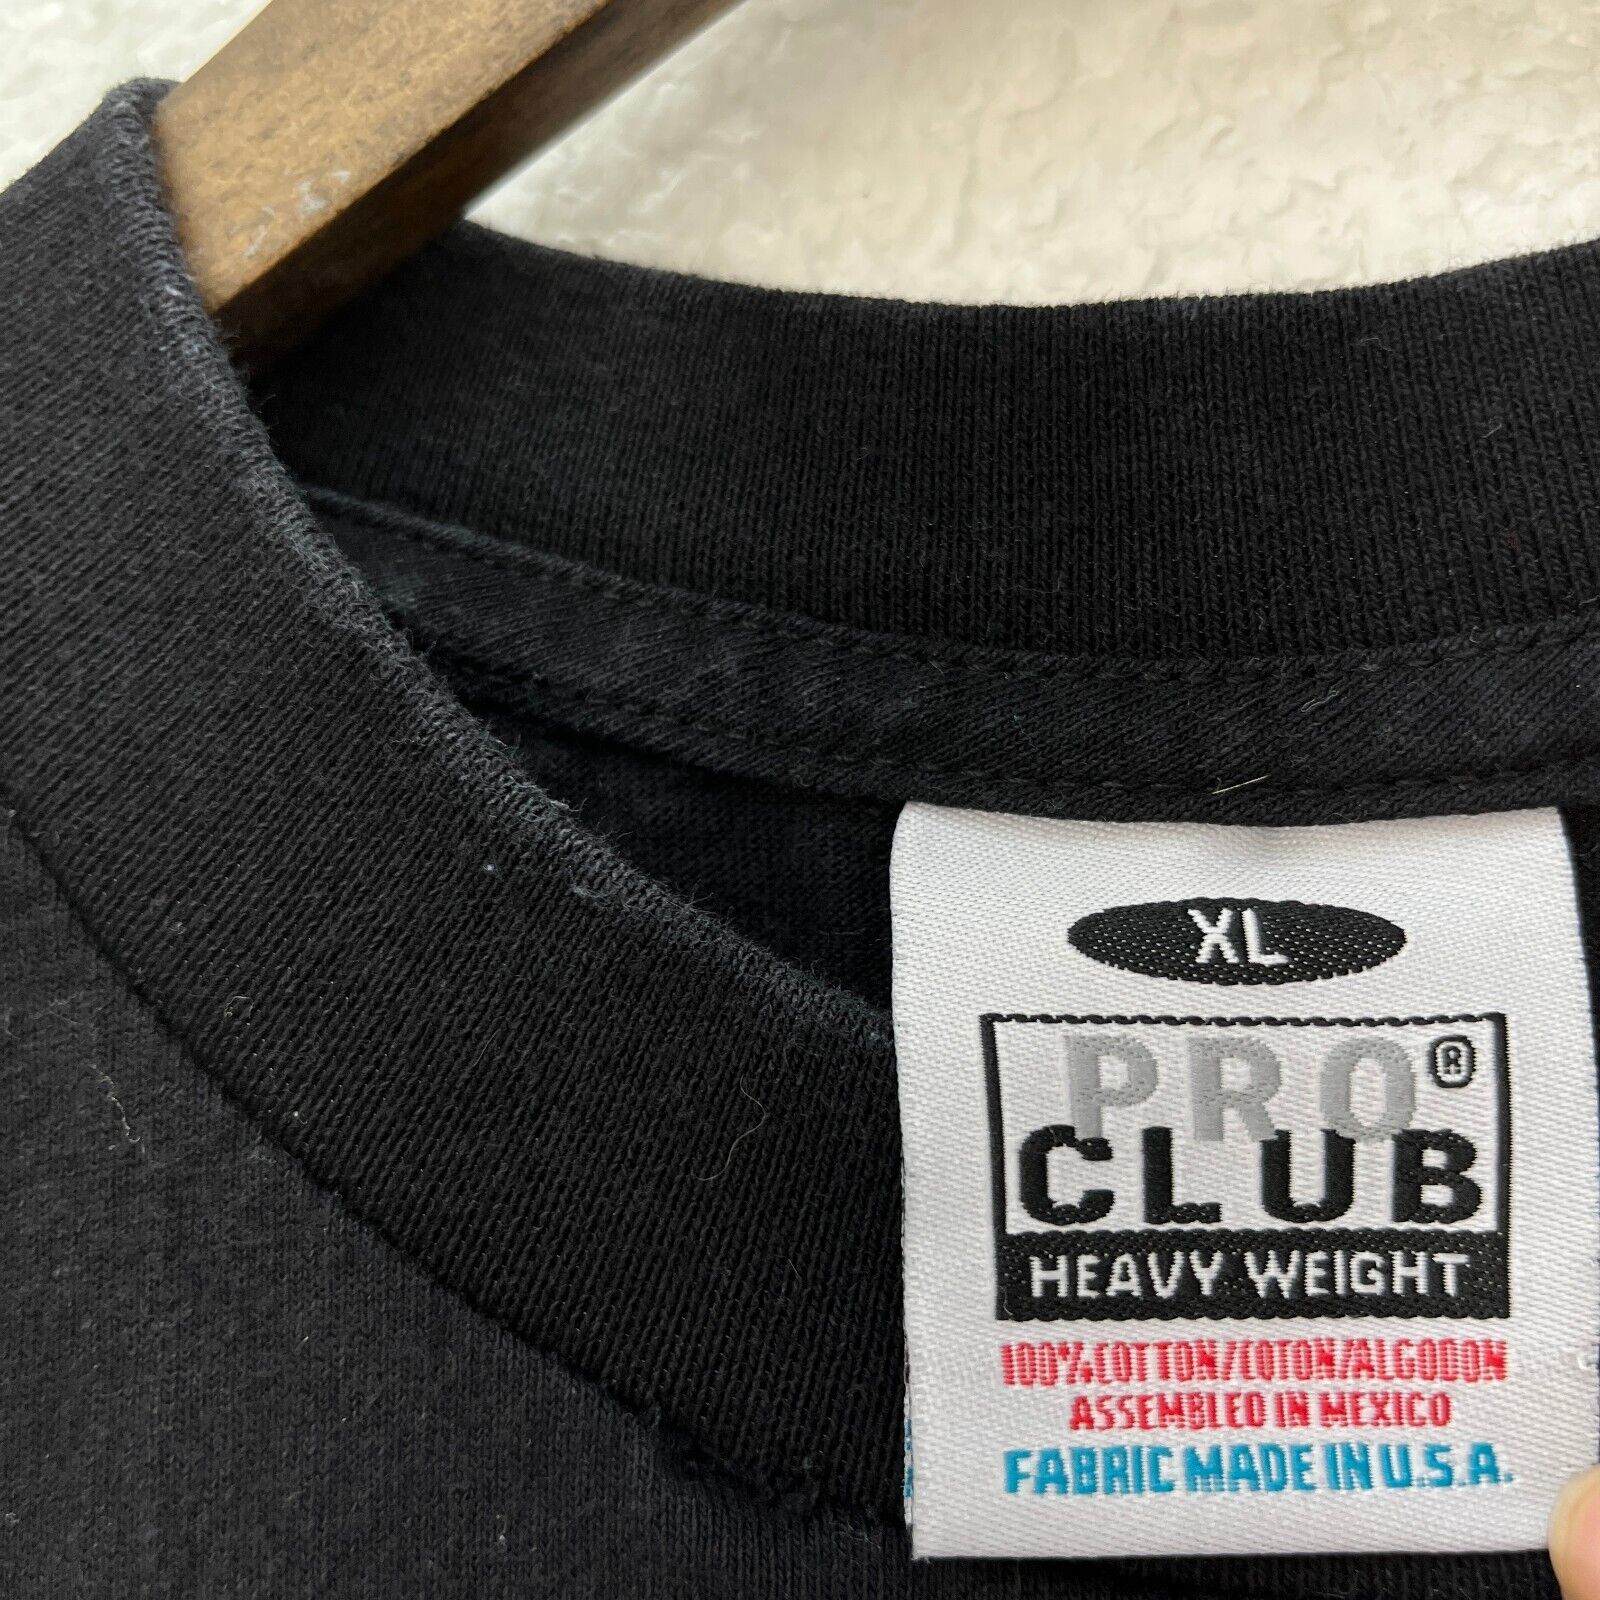 XL
PRO®
CLUB
HEAVY WEIGHT
100%COTTON/COTON/ALGODON
ASSEMBLED IN MEXICO
FABRIC MADE IN U.S.A.